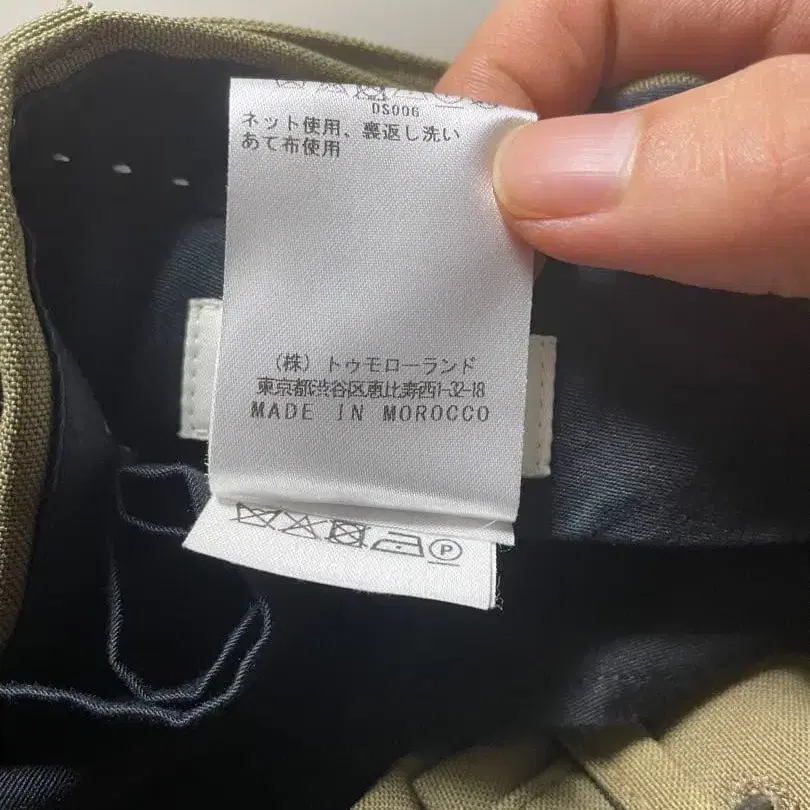 DS006
ネット使用、裏返し洗い
あて布使用
(株) トゥモローランド
東京都渋谷区恵比寿西1-32-18
MADE IN MOROCCO
P